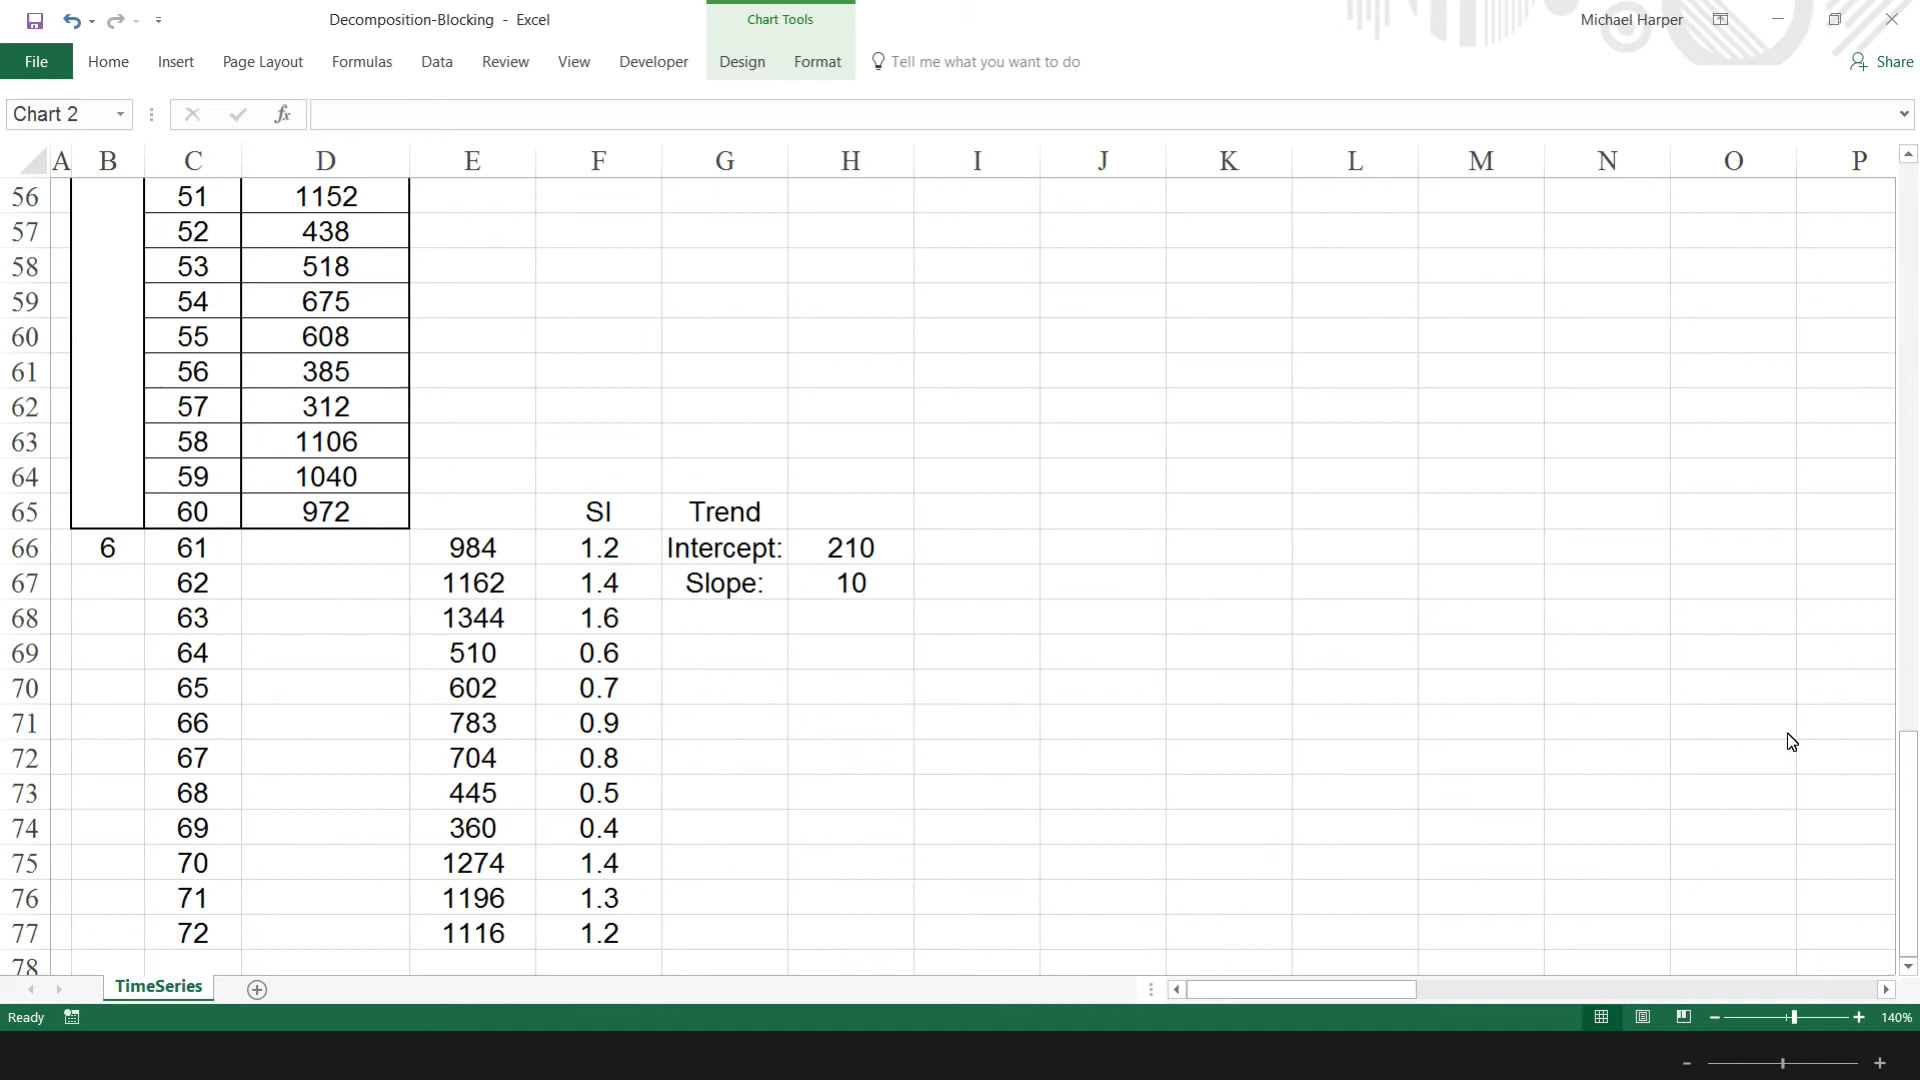 Decomposition-Blocking - Excel
Chart Tools
Michael Harper
File Home Insert Page Layout Formulas Data Review View Developer Design Format Tell me what you want to do Share
Chart 2 fx
A B C D E F G H I J K L M N O P
56 51 1152
57 52 438
58 53 518
59 54 675
60 55 608
61 56 385
62 57 312
63 58 1106
64 59 1040
65 60 972 SI Trend
66 6 61 984 1.2 Intercept: 210
67 62 1162 1.4 Slope: 10
68 63 1344 1.6
69 64 510 0.6
70 65 602 0.7
71 66 783 0.9
72 67 704 0.8
73 68 445 0.5
74 69 360 0.4
75 70 1274 1.4
76 71 1196 1.3
77 72 1116 1.2
78
TimeSeries
Ready 140%